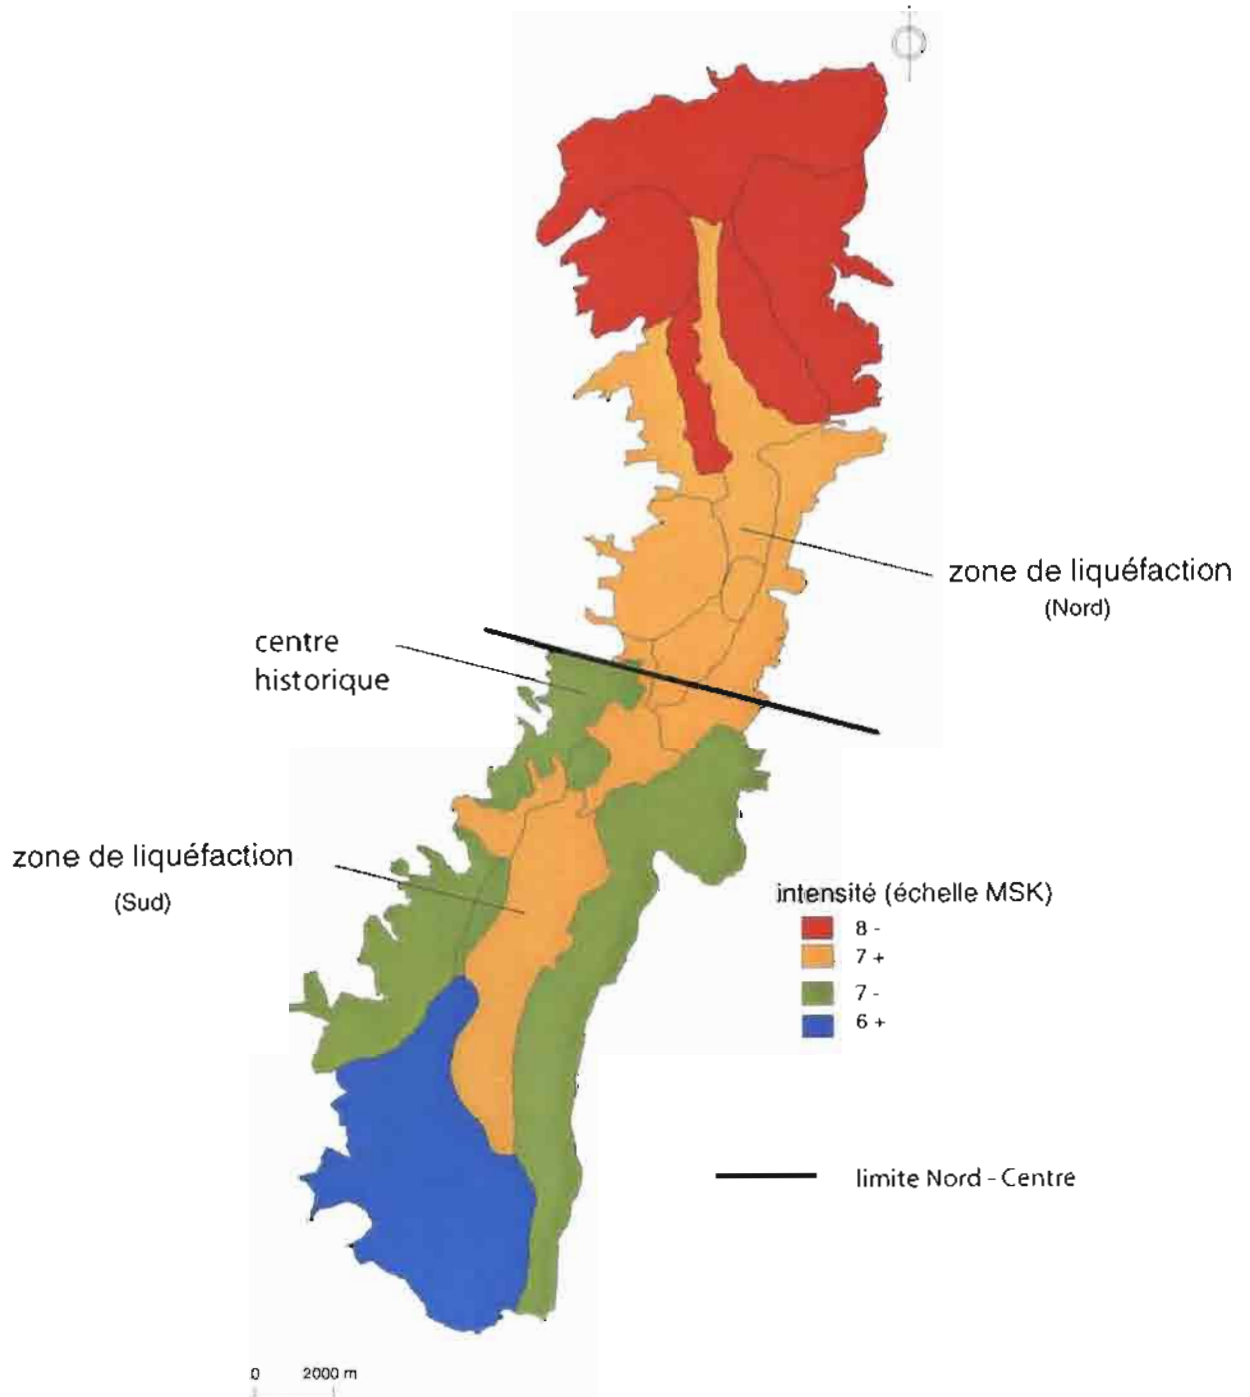 zone de liquéfaction
(Nord)
centre
historique
zone de liquéfaction
(Sud)
intensité (échelle MSK)
8 -
7 +
7 -
6 +
limite Nord - Centre
0 2000 m